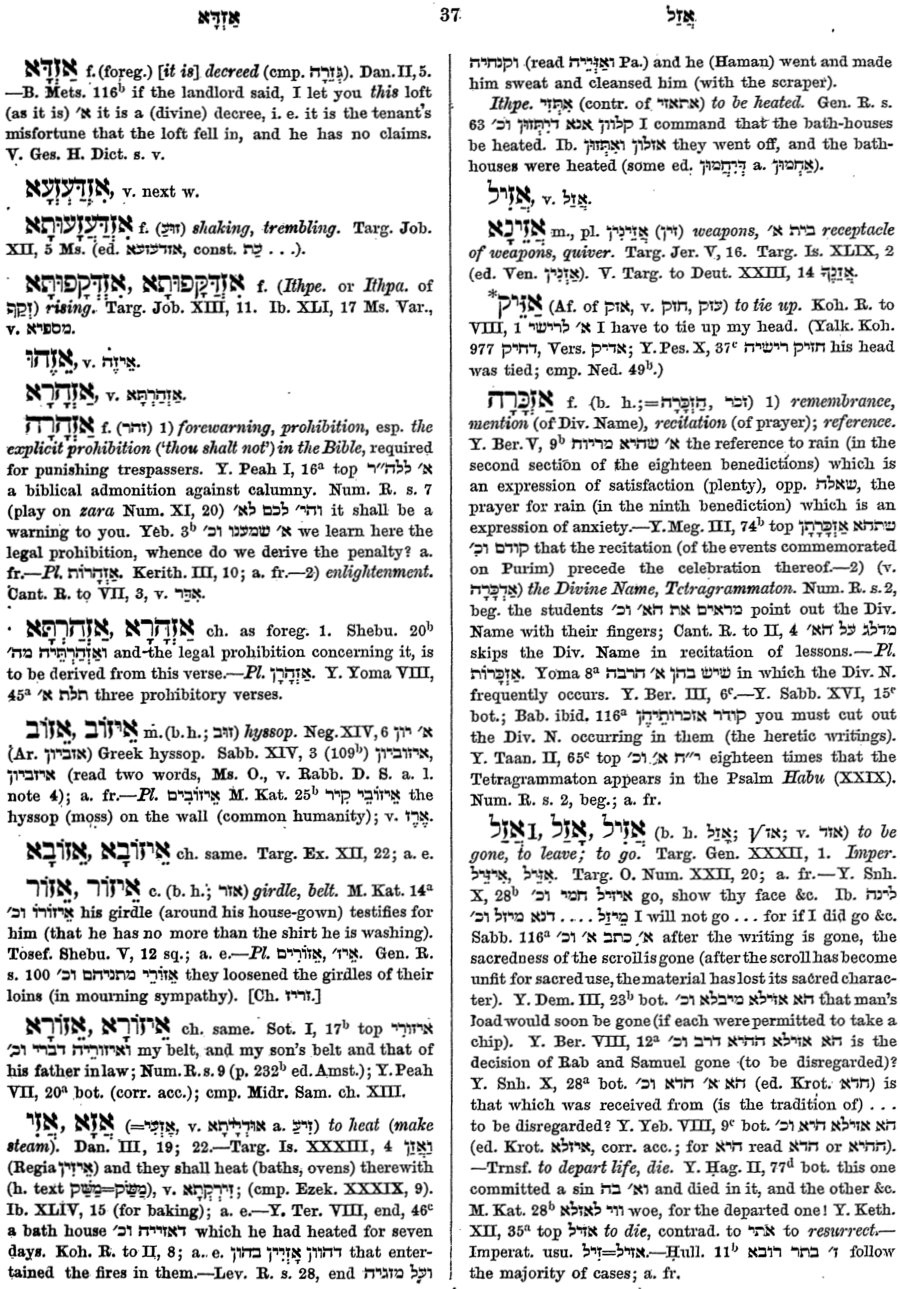 אַזְדָּא 37 אֲזַל
אַזְדָּא f. (foreg.) [it is] decreed (cmp. גְּזֵרָה). Dan. II, 5.
—B. Mets. 116b if the landlord said, I let you this loft
(as it is) א׳ it is a (divine) decree, i. e. it is the tenant's
misfortune that the loft fell in, and he has no claims.
V. Ges. H. Dict. s. v.
אִזְדַּעְזְעָא, v. next w.
אִזְדַּעֲזָעוּתָא f. (זוע) shaking, trembling. Targ. Job.
XII, 5 Ms. (ed. אזדעזעא, const. עַת . . .).
אִזְדַּקָּפוּתָא, אִזְדְּקָפוּתָא f. (Ithpe. or Ithpa. of
זְקַף) rising. Targ. Job. XIII, 11. Ib. XLI, 17 Ms. Var.,
v. מספיא.
אֵזֶהוּ, v. אֵיזֶה.
אַזְהָרָא, v. אַזְהַרְתָּא.
אַזְהָרָה f. (זהר) 1) forewarning, prohibition, esp. the
explicit prohibition ('thou shalt not') in the Bible, required
for punishing trespassers. Y. Peah I, 16a top א׳ ללה״ר
a biblical admonition against calumny. Num. R. s. 7
(play on zara Num. XI, 20) והי׳ לכם לא׳ it shall be a
warning to you. Yeb. 3b א׳ שמענו וכ׳ we learn here the
legal prohibition, whence do we derive the penalty? a.
fr.—Pl. אַזְהָרוֹת. Kerith. III, 10; a. fr.—2) enlightenment.
Cant. R. to VII, 3, v. אִדַּר.
אַזְהָרָא, אַזְהַרְתָּא ch. as foreg. 1. Shebu. 20b
ואַזְהַרְתֵּיהּ מה׳ and the legal prohibition concerning it, is
to be derived from this verse.—Pl. אַזְהָרָן. Y. Yoma VIII,
45a תלת א׳ three prohibitory verses.
אֵיזוֹב, אֵזוֹב m. (b. h.; זוב) hyssop. Neg. XIV, 6 א׳ יון
(Ar. אזביון) Greek hyssop. Sabb. XIV, 3 (109b) איזוביון,
איזוביון (read two words, Ms. O., v. Rabb. D. S. a. l.
note 4); a. fr.—Pl. אֵיזוֹבִים M. Kat. 25b אֵיזוֹבֵי קיר the
hyssop (moss) on the wall (common humanity); v. אֶרֶז.
אֵיזוֹבָא, אֵזוֹבָא ch. same. Targ. Ex. XII, 22; a. e.
אֵיזוֹר, אֵזוֹר c. (b. h.; אזר) girdle, belt. M. Kat. 14a
אֵיזוֹרוֹ וכ׳ his girdle (around his house-gown) testifies for
him (that he has no more than the shirt he is washing).
Tosef. Shebu. V, 12 sq.; a. e.—Pl. אֵזוֹרִים, איז׳. Gen. R.
s. 100 אֵזוֹרֵי מתניהם וכ׳ they loosened the girdles of their
loins (in mourning sympathy). [Ch. זריז.]
אֵיזוֹרָא, אֵזוֹרָא ch. same. Sot. I, 17b top איזורי
ואיזוריה דברי וכ׳ my belt, and my son's belt and that of
his father in law; Num. R. s. 9 (p. 232b ed. Amst.); Y. Peah
VII, 20a bot. (corr. acc.); cmp. Midr. Sam. ch. XIII.
אֲזָא, אֲזֵי (=אַזְפֵּי, v. אוּדְלִיתָא a. זִיע) to heat (make
steam). Dan. III, 19; 22.—Targ. Is. XXXIII, 4 וְאָזַן
(Regia אֵיזִין) and they shall heat (baths, ovens) therewith
(h. text מַשַּׁק=מַשָּׁק), v. זִירְקָתָא; (cmp. Ezek. XXXIX, 9).
Ib. XLIV, 15 (for baking); a. e.—Y. Ter. VIII, end, 46c
a bath house דאזייה וכ׳ which he had heated for seven
days. Koh. R. to II, 8; a. e. דהוון אָזְיִין בהון that enter-
tained the fires in them.—Lev. R. s. 28, end ועל מזגיה
וקנחיה (read וְאַזְּיֵיה Pa.) and he (Haman) went and made
him sweat and cleansed him (with the scraper).
Ithpe. אִתְּזֵי (contr. of אתאזי) to be heated. Gen. R. s.
63 קלוון אנא דיתְּזוּן וכ׳ I command that the bath-houses
be heated. Ib. אזלון ואִתְּזוּן they went off, and the bath-
houses were heated (some ed. דְּיֵחֲמוּן a. אַחְמוּן).
אֲזֵיל, v. אֲזַל.
אֲזֵינָא m., pl. אֲזֵינִין (זין) weapons, בית א׳ receptacle
of weapons, quiver. Targ. Jer. V, 16. Targ. Is. XLIX, 2
(ed. Ven. אֲזָנִין). V. Targ. to Deut. XXIII, 14 אֲזֵנָךְ.
*אַזֵּיק (Af. of אזק, v. עזק, חזק) to tie up. Koh. R. to
VIII, 1 א׳ לרישי I have to tie up my head. (Yalk. Koh.
977 דחיק, Vers. אדיק; Y. Pes. X, 37c חזיק רישיה his head
was tied; cmp. Ned. 49b.)
אַזְכָּרָה f. (b. h.;=הַזְכָּרָה, זכר) 1) remembrance,
mention (of Div. Name), recitation (of prayer); reference.
Y. Ber. V, 9b א׳ שהיא מריות the reference to rain (in the
second section of the eighteen benedictions) which is
an expression of satisfaction (plenty), opp. שאלה, the
prayer for rain (in the ninth benediction) which is an
expression of anxiety.—Y. Meg. III, 74b top שתהא אַזְכָּרָתָן
קודם וכ׳ that the recitation (of the events commemorated
on Purim) precede the celebration thereof.—2) (v.
אַדְכָּרָה) the Divine Name, Tetragrammaton. Num. R. s. 2,
beg. the students מראים את הא׳ וכ׳ point out the Div.
Name with their fingers; Cant. R. to II, 4 מדלג על הא׳
skips the Div. Name in recitation of lessons.—Pl.
אַזְכָּרוֹת. Yoma 8a שיש בהן א׳ הרבה in which the Div. N.
frequently occurs. Y. Ber. III, 6c.—Y. Sabb. XVI, 15c
bot.; Bab. ibid. 116a קודר אזכרותיהן you must cut out
the Div. N. occurring in them (the heretic writings).
Y. Taan. II, 65c top י״ח א׳ וכ׳ eighteen times that the
Tetragrammaton appears in the Psalm Habu (XXIX).
Num. R. s. 2, beg.; a. fr.
אֲזַל I, אֲזַל, אֲזֵיל (b. h. אָזַל; √אז; v. אזד) to be
gone, to leave; to go. Targ. Gen. XXXII, 1. Imper.
אֲזֵיל, אִיזֵיל. Targ. O. Num. XXII, 20; a. fr.—Y. Snh.
X, 28b איזיל חמי וכ׳ go, show thy face &c. Ib. לינה
מֵיזַל .... דנא מיזל וכ׳ I will not go . . . for if I did go &c.
Sabb. 116a א׳ כתב א׳ וכ׳ after the writing is gone, the
sacredness of the scroll is gone (after the scroll has become
unfit for sacred use, the material has lost its sacred charac-
ter). Y. Dem. III, 23b bot. הא אזילא מיבלא וכ׳ that man's
load would soon be gone (if each were permitted to take a
chip). Y. Ber. VIII, 12a הא אזילא ההיא דרב וכ׳ is the
decision of Rab and Samuel gone (to be disregarded)?
Y. Snh. X, 28a bot. הא א׳ הדא וכ׳ (ed. Krot. הדא׳) is
that which was received from (is the tradition of) . . .
to be disregarded? Y. Yeb. VIII, 9c bot. הא אזילא היא וכ׳
(ed. Krot. איזלא, corr. acc.; for היא read הדא or ההיא).
—Trnsf. to depart life, die. Y. Hag. II, 77d bot. this one
committed a sin וא׳ בה and died in it, and the other &c.
M. Kat. 28b ווי לאזלא woe, for the departed one! Y. Keth.
XII, 35a top אזיל to die, contrad. to אתי to resurrect.—
Imperat. usu. זיל=אזיל.—Hull. 11b ז׳ בתר רובא follow
the majority of cases; a. fr.